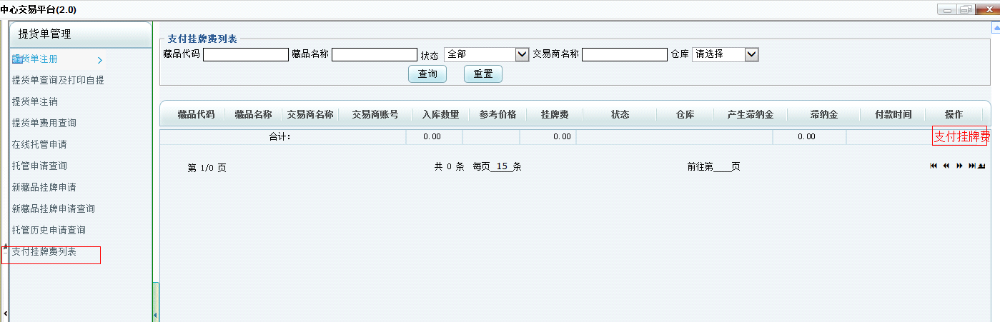 中心交易平台(2.0)
提货单管理
提货单注册
提货单查询及打印自提
提货单注销
提货单费用查询
在线托管申请
托管申请查询
新藏品挂牌申请
新藏品挂牌申请查询
托管历史申请查询
支付挂牌费列表
支付挂牌费列表
藏品代码 藏品名称 状态 全部 交易商名称 仓库 请选择
查询 重置
藏品代码 藏品名称 交易商名称 交易商账号 入库数量 参考价格 挂牌费 状态 仓库 产生滞纳金 滞纳金 付款时间 操作
合计： 0.00 0.00 0.00 支付挂牌费
第 1/0 页 共 0 条 每页 15 条 前往第____页